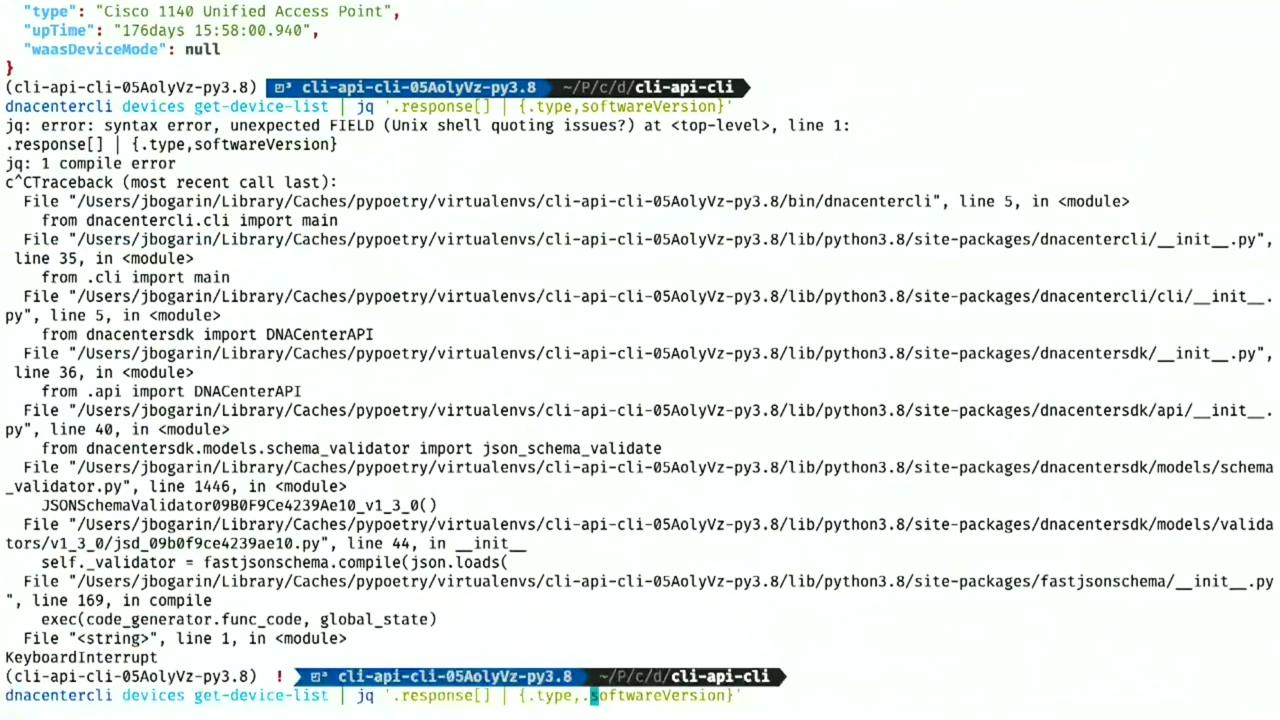 "type": "Cisco 1140 Unified Access Point",
"upTime": "176days 15:58:00.940",
"waasDeviceMode": null
}
(cli-api-cli-05AolyVz-py3.8) cli-api-cli-05AolyVz-py3.8 ~/P/c/d/cli-api-cli
dnacentercli devices get-device-list | jq '.response[] | {.type,softwareVersion}'
jq: error: syntax error, unexpected FIELD (Unix shell quoting issues?) at <top-level>, line 1:
.response[] | {.type,softwareVersion}
jq: 1 compile error
c^CTraceback (most recent call last):
File "/Users/jbogarin/Library/Caches/pypoetry/virtualenvs/cli-api-cli-05AolyVz-py3.8/bin/dnacentercli", line 5, in <module>
from dnacentercli.cli import main
File "/Users/jbogarin/Library/Caches/pypoetry/virtualenvs/cli-api-cli-05AolyVz-py3.8/lib/python3.8/site-packages/dnacentercli/__init__.py",
line 35, in <module>
from .cli import main
File "/Users/jbogarin/Library/Caches/pypoetry/virtualenvs/cli-api-cli-05AolyVz-py3.8/lib/python3.8/site-packages/dnacentercli/cli/__init__.
py", line 5, in <module>
from dnacentersdk import DNACenterAPI
File "/Users/jbogarin/Library/Caches/pypoetry/virtualenvs/cli-api-cli-05AolyVz-py3.8/lib/python3.8/site-packages/dnacentersdk/__init__.py",
line 36, in <module>
from .api import DNACenterAPI
File "/Users/jbogarin/Library/Caches/pypoetry/virtualenvs/cli-api-cli-05AolyVz-py3.8/lib/python3.8/site-packages/dnacentersdk/api/__init__.
py", line 40, in <module>
from dnacentersdk.models.schema_validator import json_schema_validate
File "/Users/jbogarin/Library/Caches/pypoetry/virtualenvs/cli-api-cli-05AolyVz-py3.8/lib/python3.8/site-packages/dnacentersdk/models/schema
_validator.py", line 1446, in <module>
JSONSchemaValidator09B0F9Ce4239Ae10_v1_3_0()
File "/Users/jbogarin/Library/Caches/pypoetry/virtualenvs/cli-api-cli-05AolyVz-py3.8/lib/python3.8/site-packages/dnacentersdk/models/valida
tors/v1_3_0/jsd_09b0f9ce4239ae10.py", line 44, in __init__
self._validator = fastjsonschema.compile(json.loads(
File "/Users/jbogarin/Library/Caches/pypoetry/virtualenvs/cli-api-cli-05AolyVz-py3.8/lib/python3.8/site-packages/fastjsonschema/__init__.py
", line 169, in compile
exec(code_generator.func_code, global_state)
File "<string>", line 1, in <module>
KeyboardInterrupt
(cli-api-cli-05AolyVz-py3.8) ! cli-api-cli-05AolyVz-py3.8 ~/P/c/d/cli-api-cli
dnacentercli devices get-device-list | jq '.response[] | {.type,.softwareVersion}'